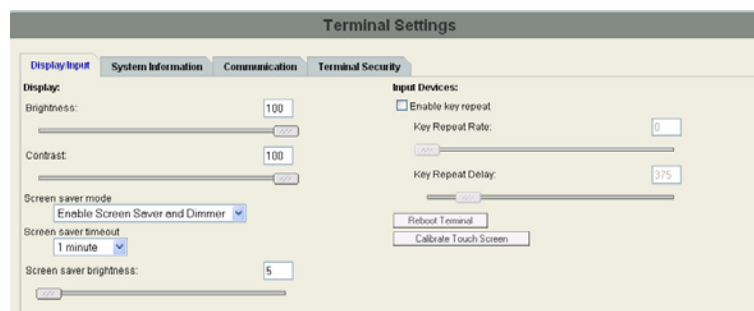 Terminal Settings
Display/Input System Information Communication Terminal Security
Display:
Brightness: 100
Contrast: 100
Screen saver mode
Enable Screen Saver and Dimmer
Screen saver timeout
1 minute
Screen saver brightness: 5
Input Devices:
Enable key repeat
Key Repeat Rate: 0
Key Repeat Delay: 375
Reboot Terminal
Calibrate Touch Screen